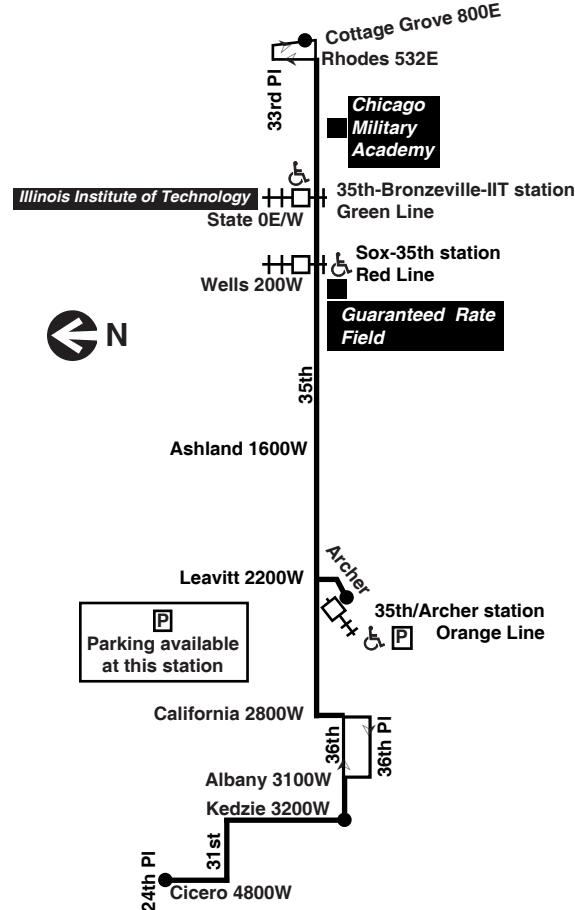 Cottage Grove 800E
Rhodes 532E
33rd Pl
Chicago
Military
Academy
Illinois Institute of Technology
35th-Bronzeville-IIT station
Green Line
State 0E/W
Sox-35th station
Red Line
Wells 200W
Guaranteed Rate
Field
N
35th
Ashland 1600W
Archer
Leavitt 2200W
35th/Archer station
Orange Line
P
P
Parking available
at this station
California 2800W
36th
36th Pl
Albany 3100W
Kedzie 3200W
31st
24th Pl
Cicero 4800W